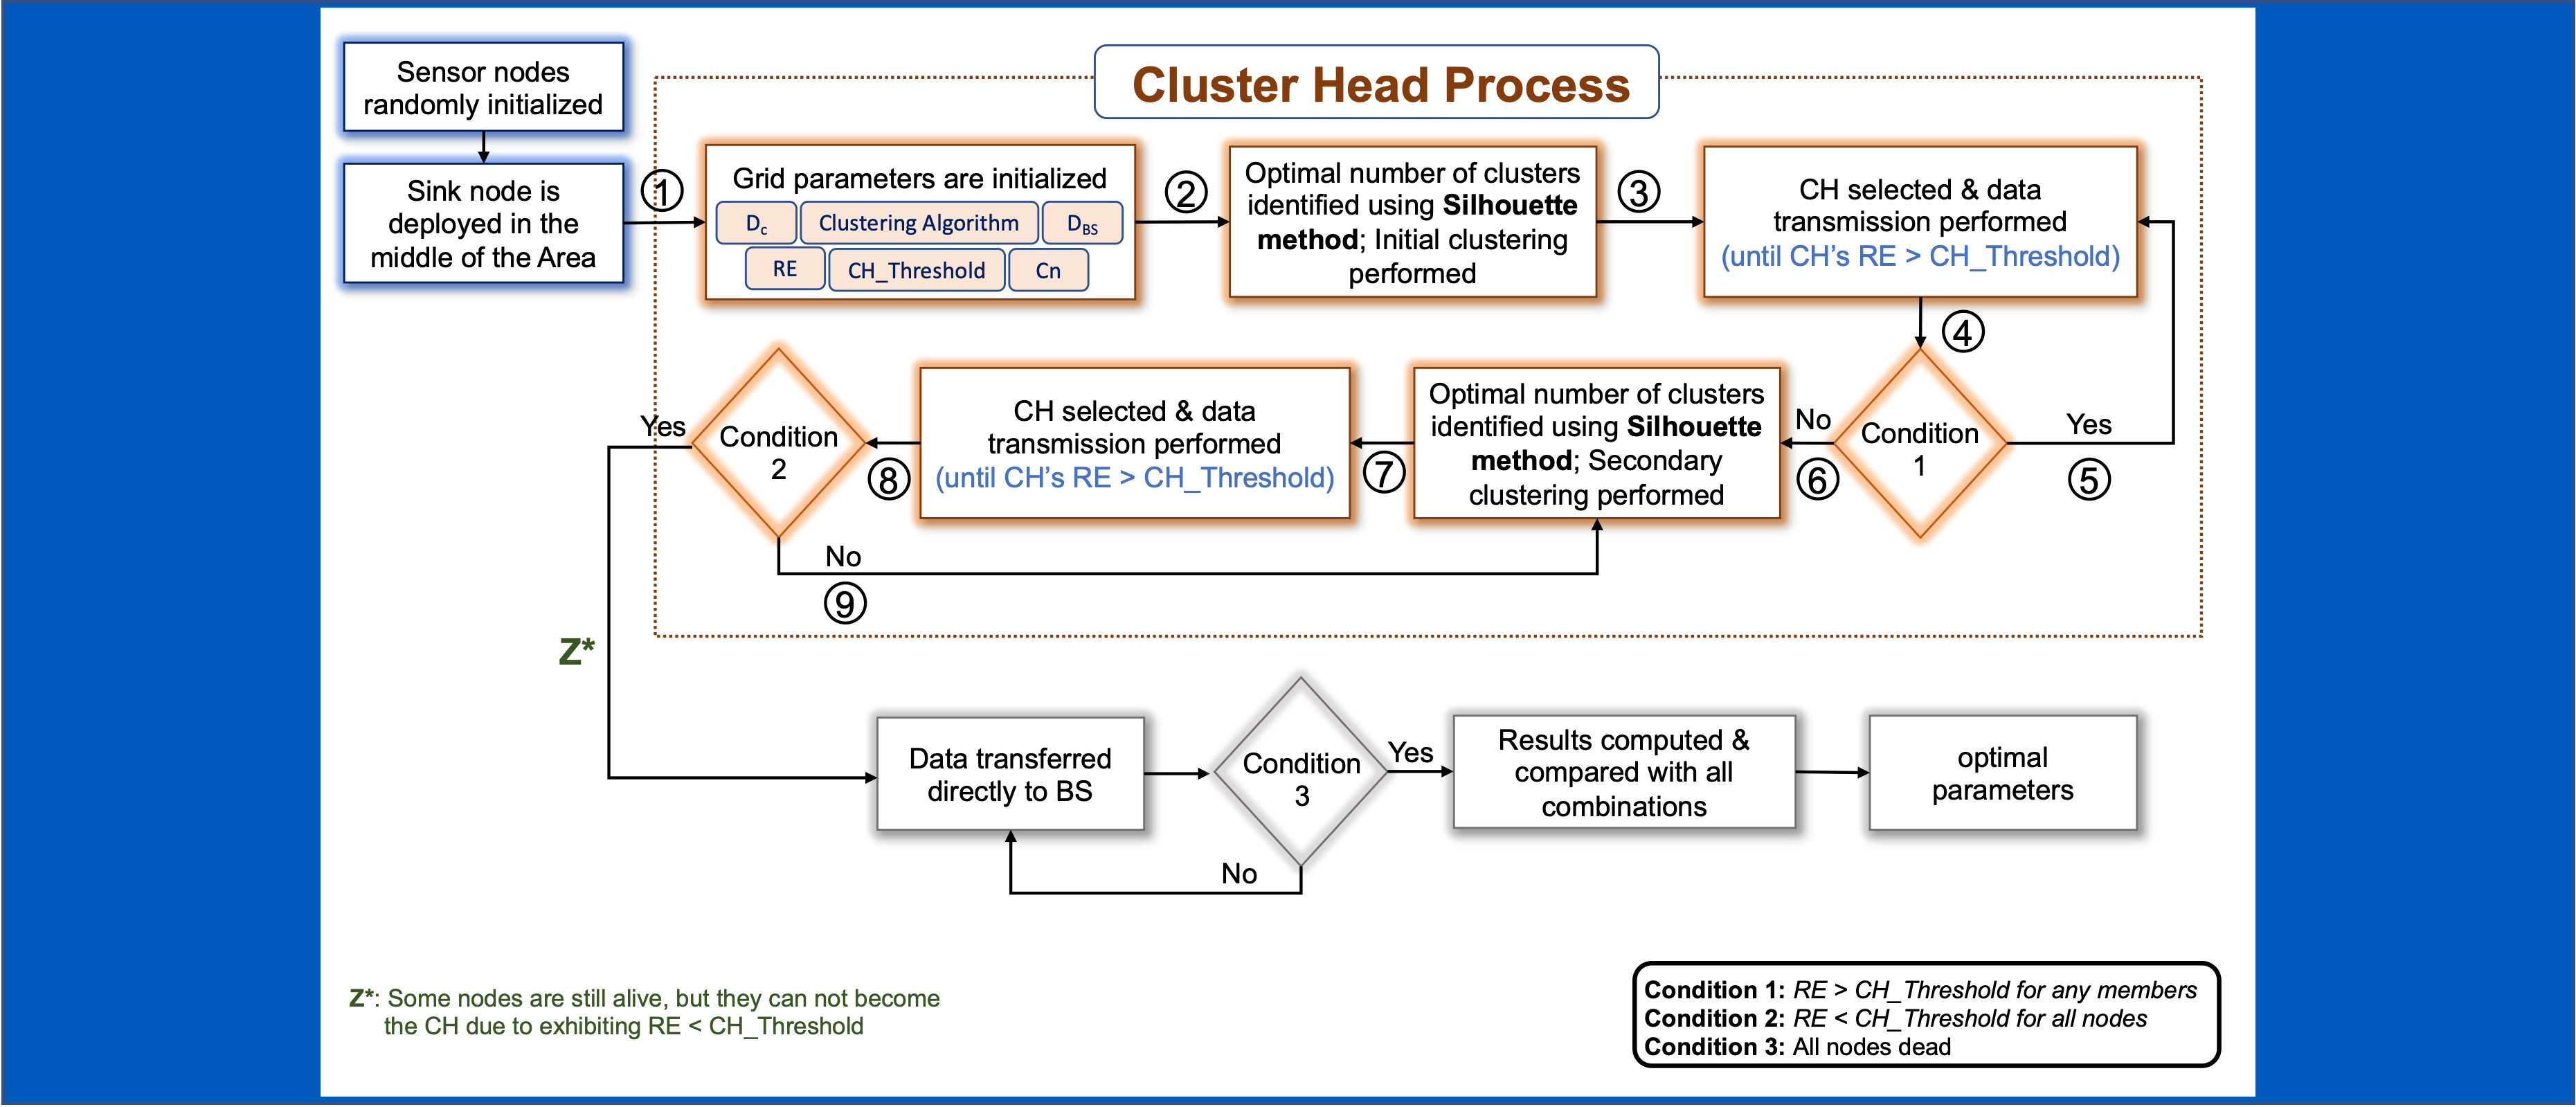 Sensor nodes
randomly initialized
Cluster Head Process
Sink node is
deployed in the
middle of the Area
①
Grid parameters are initialized
Dc Clustering Algorithm DBS
RE CH_Threshold Cn
②
Optimal number of clusters
identified using Silhouette
method; Initial clustering
performed
③
CH selected & data
transmission performed
(until CH's RE > CH_Threshold)
④
Condition
1
Yes
⑤
No
⑥
Optimal number of clusters
identified using Silhouette
method; Secondary
clustering performed
⑦
CH selected & data
transmission performed
(until CH's RE > CH_Threshold)
⑧
Condition
2
Yes
No
⑨
Z*
Data transferred
directly to BS
Condition
3
Yes
No
Results computed &
compared with all
combinations
optimal
parameters
Z*: Some nodes are still alive, but they can not become
the CH due to exhibiting RE < CH_Threshold
Condition 1: RE > CH_Threshold for any members
Condition 2: RE < CH_Threshold for all nodes
Condition 3: All nodes dead